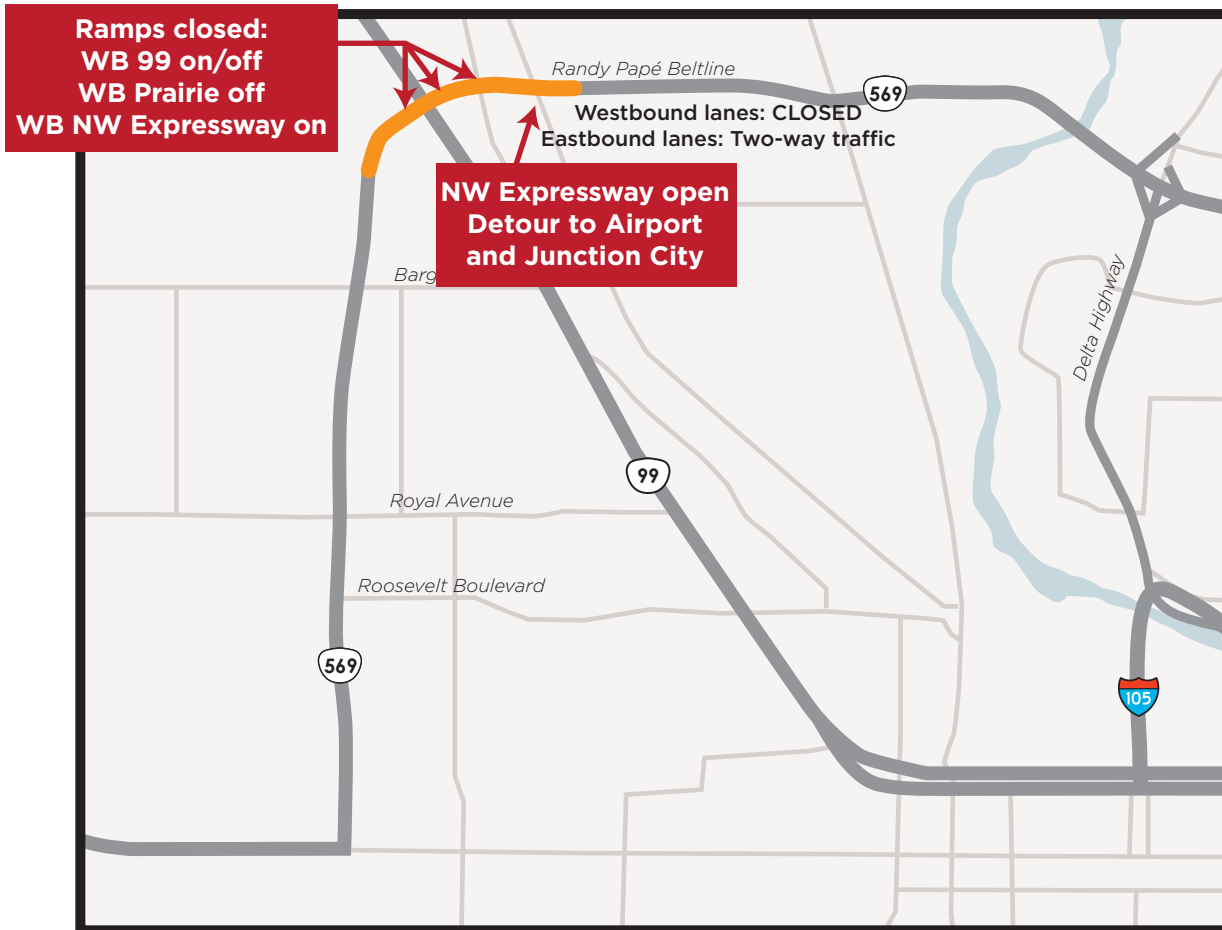 Ramps closed:
WB 99 on/off
WB Prairie off
WB NW Expressway on
Randy Papé Beltline
569
Westbound lanes: CLOSED
Eastbound lanes: Two-way traffic
NW Expressway open
Detour to Airport
and Junction City
Delta Highway
99
Royal Avenue
Roosevelt Boulevard
569
105